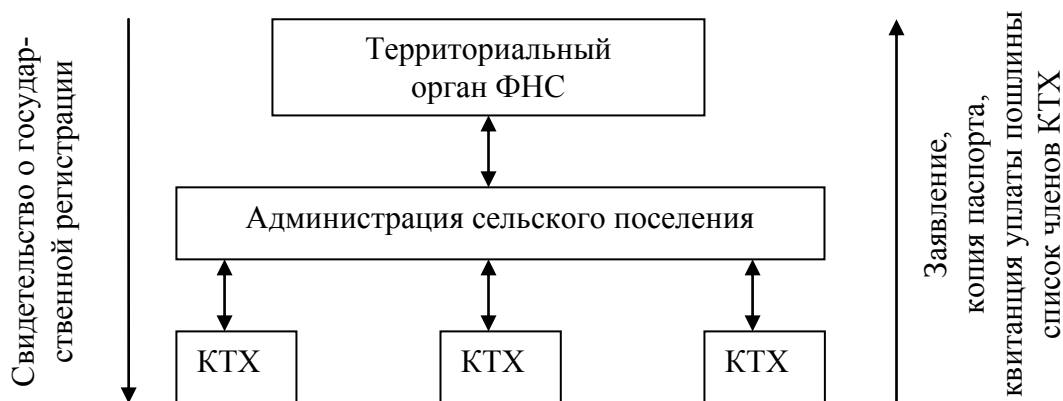 Свидетельство о государ-
ственной регистрации
Территориальный
орган ФНС
Администрация сельского поселения
КТХ
КТХ
КТХ
Заявление,
копия паспорта,
квитанция уплаты пошлины
список членов КТХ